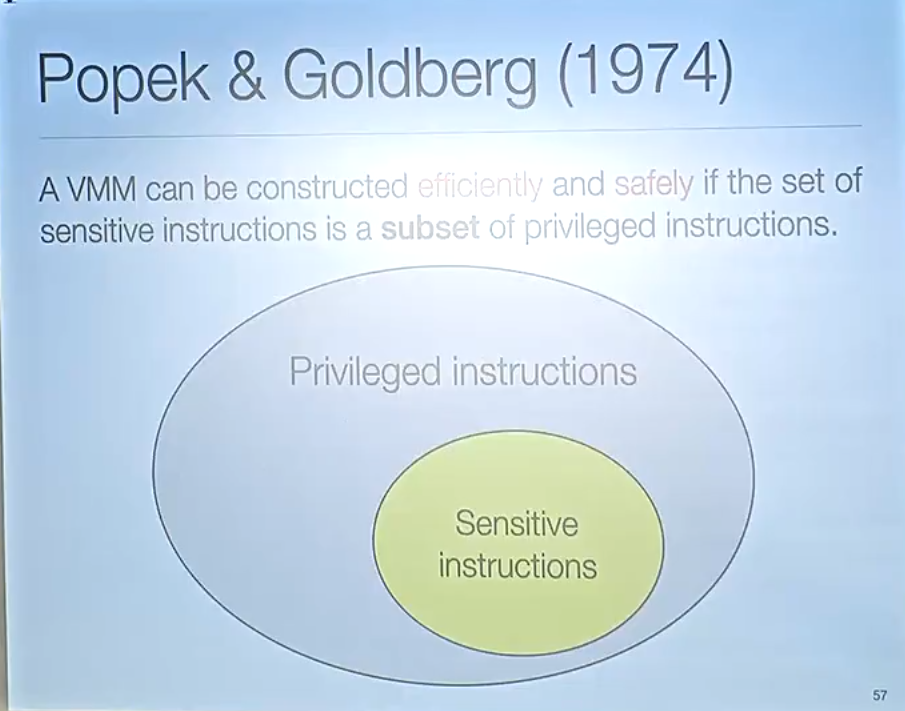 Popek & Goldberg (1974)
A VMM can be constructed efficiently and safely if the set of
sensitive instructions is a subset of privileged instructions.
Privileged instructions
Sensitive
instructions
57